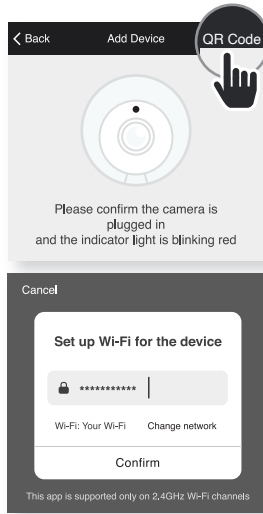 Back
Add Device
QR Code
Please confirm the camera is
plugged in
and the indicator light is blinking red
Cancel
Set up Wi-Fi for the device
***********
Wi-Fi: Your Wi-Fi
Change network
Confirm
This app is supported only on 2,4GHz Wi-Fi channels